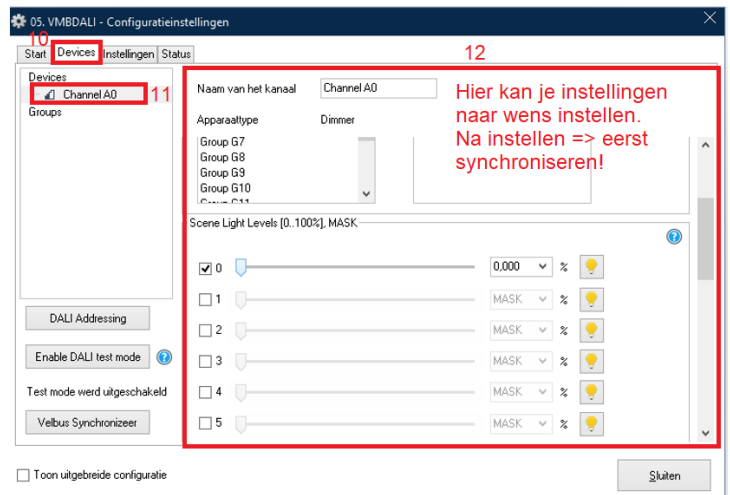 05. VMBDALI - Configuratieinstellingen
10
Start Devices Instellingen Status
12
Devices
Channel A0 11
Groups
Naam van het kanaal Channel A0
Apparaattype Dimmer
Hier kan je instellingen
naar wens instellen.
Na instellen => eerst
synchroniseren!
Group G7
Group G8
Group G9
Group G10
Group G11
Scene Light Levels [0..100%], MASK
0 0,000 %
1 MASK %
2 MASK %
3 MASK %
4 MASK %
5 MASK %
DALI Addressing
Enable DALI test mode
Test mode werd uitgeschakeld
Velbus Synchronizeer
Toon uitgebreide configuratie
Sluiten